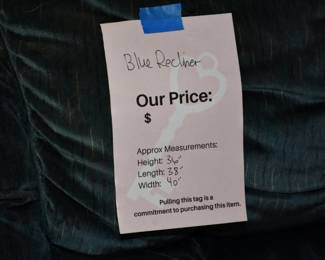 Blue Recliner
Our Price:
$
Approx Measurements:
Height: 36"
Length: 38"
Width: 40"
Pulling this tag is a
commitment to purchasing this item.